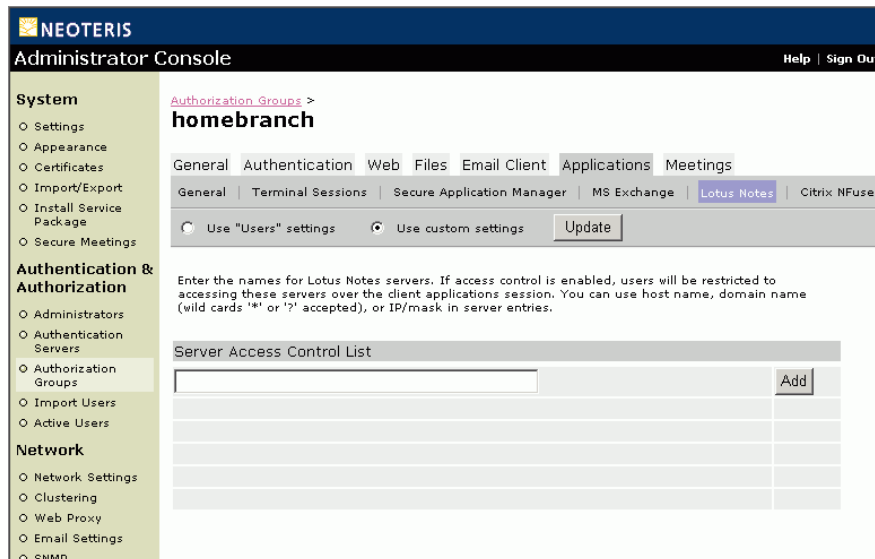 NEOTERIS
Administrator Console
Help | Sign Ou
System
Settings
Appearance
Certificates
Import/Export
Install Service
Package
Secure Meetings
Authentication &
Authorization
Administrators
Authentication
Servers
Authorization
Groups
Import Users
Active Users
Network
Network Settings
Clustering
Web Proxy
Email Settings
SNMP
Authorization Groups >
homebranch
General Authentication Web Files Email Client Applications Meetings
General | Terminal Sessions | Secure Application Manager | MS Exchange | Lotus Notes | Citrix NFuse
Use "Users" settings Use custom settings Update
Enter the names for Lotus Notes servers. If access control is enabled, users will be restricted to
accessing these servers over the client applications session. You can use host name, domain name
(wild cards '*' or '?' accepted), or IP/mask in server entries.
Server Access Control List
Add